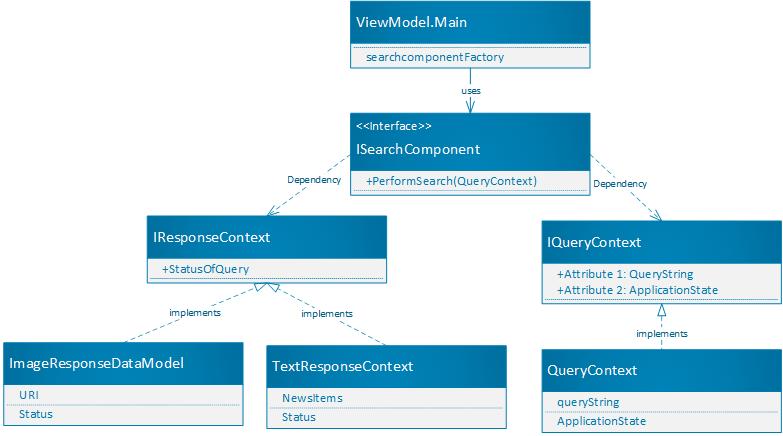 ViewModel.Main
searchcomponentFactory
uses
<<Interface>>
ISearchComponent
+PerformSearch(QueryContext)
Dependency
Dependency
IResponseContext
+StatusOfQuery
IQueryContext
+Attribute 1: QueryString
+Attribute 2: ApplicationState
implements
implements
implements
ImageResponseDataModel
URI
Status
TextResponseContext
NewsItems
Status
QueryContext
queryString
ApplicationState